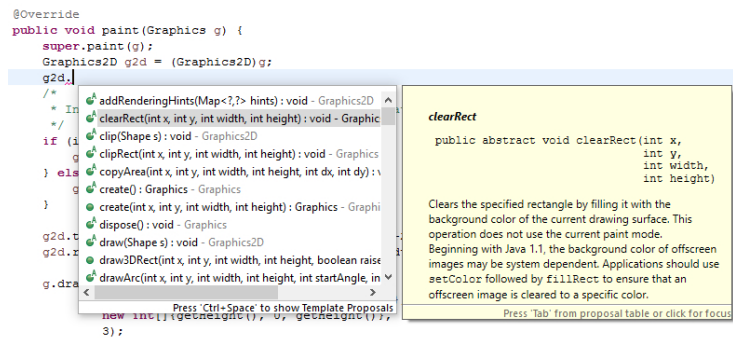 @Override
public void paint(Graphics g) {
super.paint(g);
Graphics2D g2d = (Graphics2D)g;
g2d.
/*
* In
*/
if (i
g
} els
g
}
g2d.t
g2d.r
g.dra
new int[]{getHeight(), 0, getHeight()},
3);
addRenderingHints(Map<?,?> hints) : void - Graphics2D
clearRect(int x, int y, int width, int height) : void - Graphic
clip(Shape s) : void - Graphics2D
clipRect(int x, int y, int width, int height) : void - Graphics
copyArea(int x, int y, int width, int height, int dx, int dy) : v
create() : Graphics - Graphics
create(int x, int y, int width, int height) : Graphics - Graphi
dispose() : void - Graphics
draw(Shape s) : void - Graphics2D
draw3DRect(int x, int y, int width, int height, boolean raise
drawArc(int x, int y, int width, int height, int startAngle, in
Press 'Ctrl+Space' to show Template Proposals
clearRect
public abstract void clearRect(int x,
int y,
int width,
int height)
Clears the specified rectangle by filling it with the
background color of the current drawing surface. This
operation does not use the current paint mode.
Beginning with Java 1.1, the background color of offscreen
images may be system dependent. Applications should use
setColor followed by fillRect to ensure that an
offscreen image is cleared to a specific color.
Press 'Tab' from proposal table or click for focus